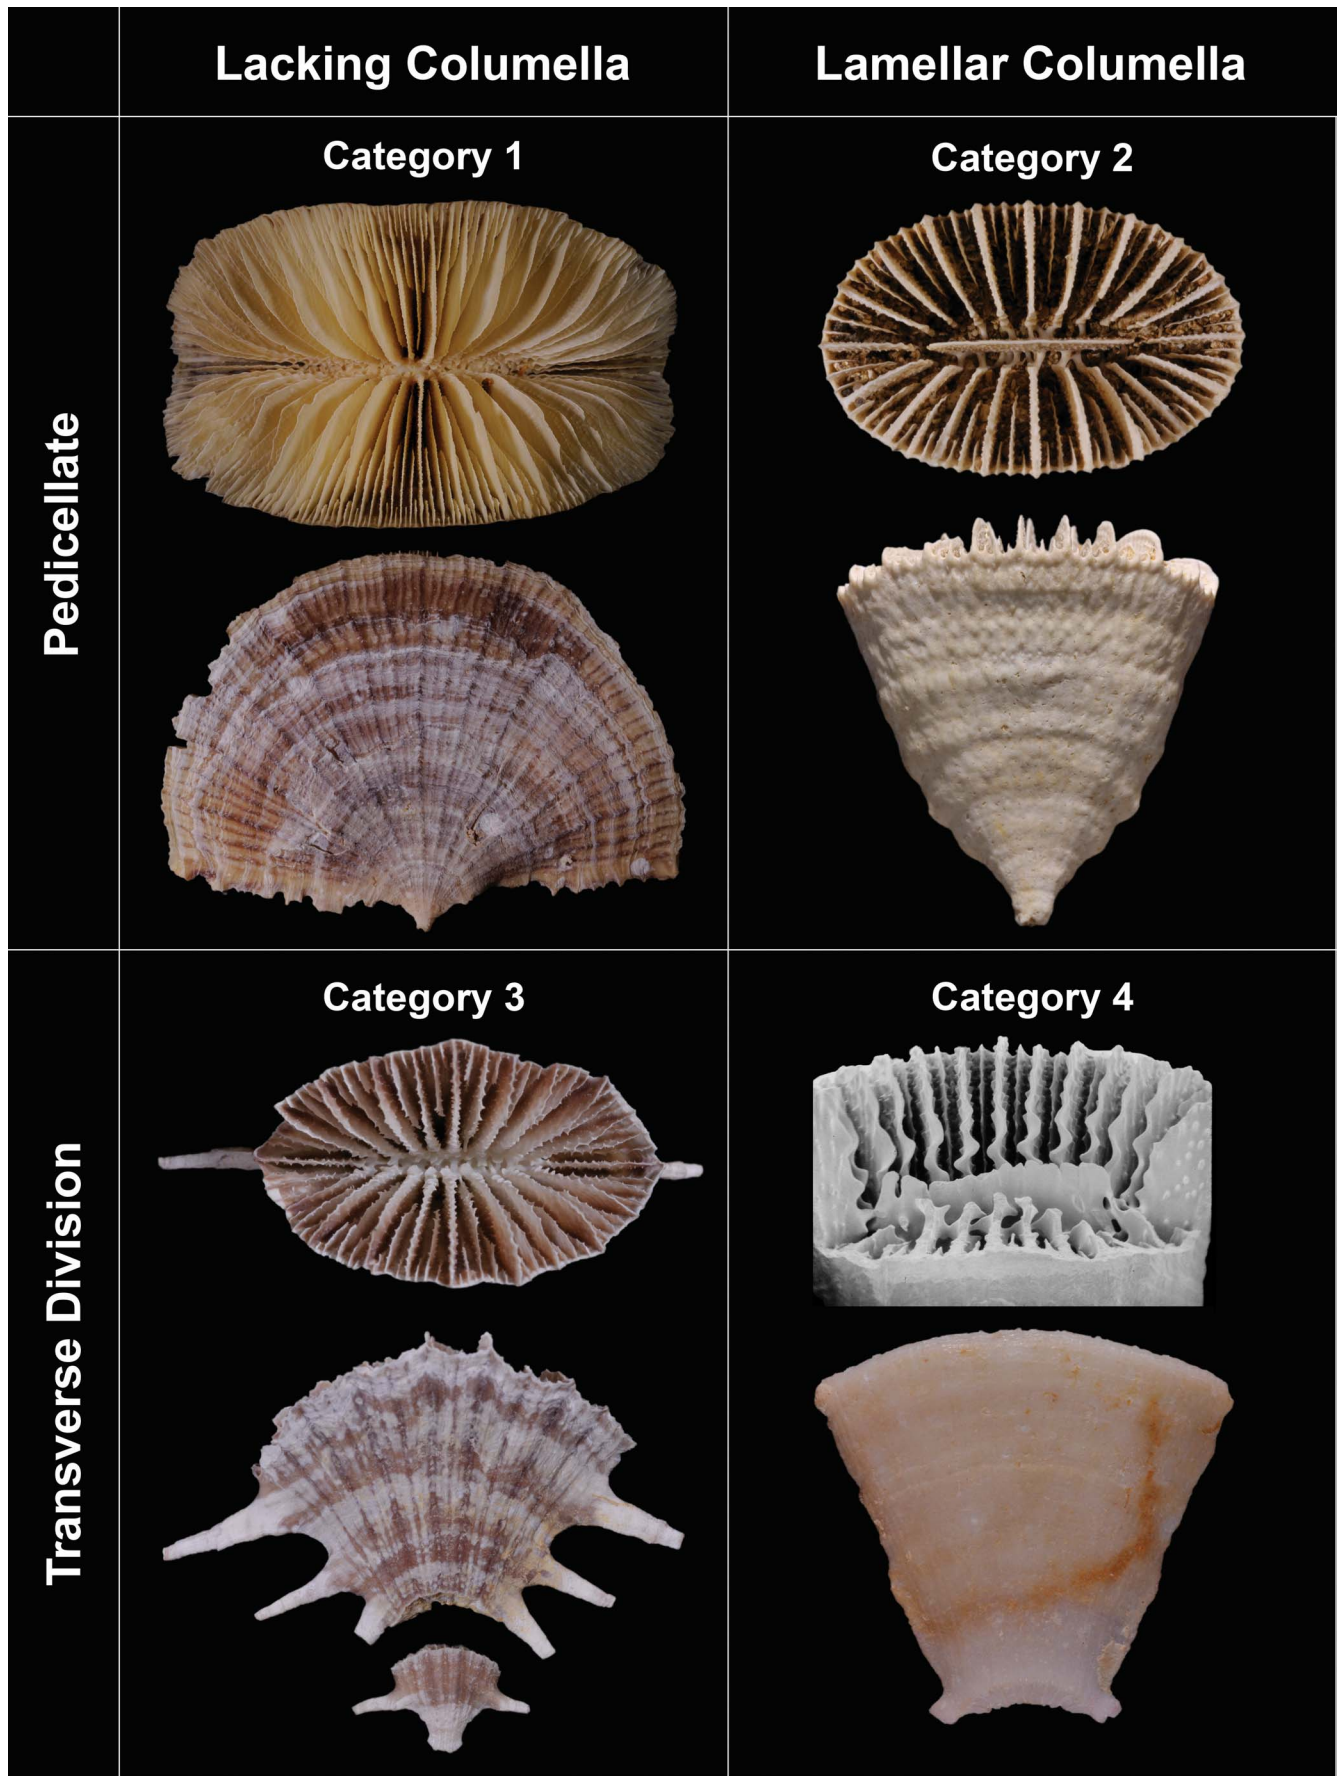 Lacking Columella
Lamellar Columella
Pedicellate
Category 1
Category 2
Transverse Division
Category 3
Category 4